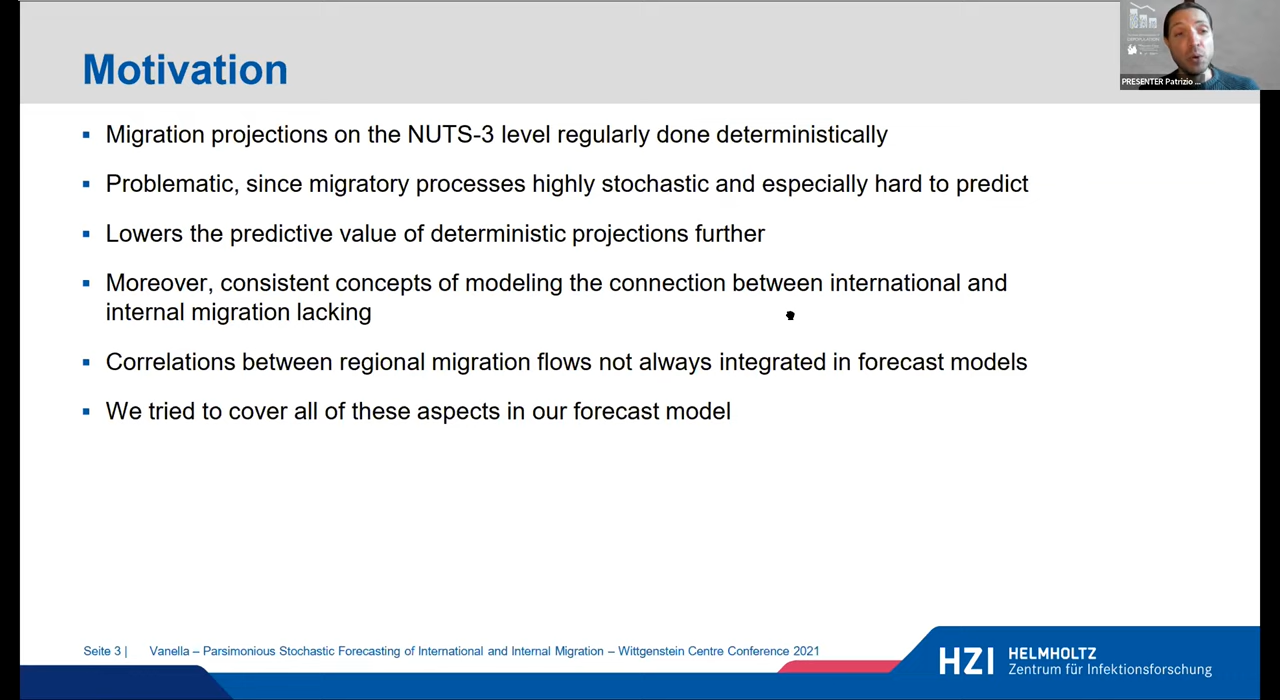 Motivation
PRESENTER Patrizio ...
▪ Migration projections on the NUTS-3 level regularly done deterministically
▪ Problematic, since migratory processes highly stochastic and especially hard to predict
▪ Lowers the predictive value of deterministic projections further
▪ Moreover, consistent concepts of modeling the connection between international and
internal migration lacking
▪ Correlations between regional migration flows not always integrated in forecast models
▪ We tried to cover all of these aspects in our forecast model
Seite 3 | Vanella – Parsimonious Stochastic Forecasting of International and Internal Migration – Wittgenstein Centre Conference 2021
HZI HELMHOLTZ
Zentrum für Infektionsforschung